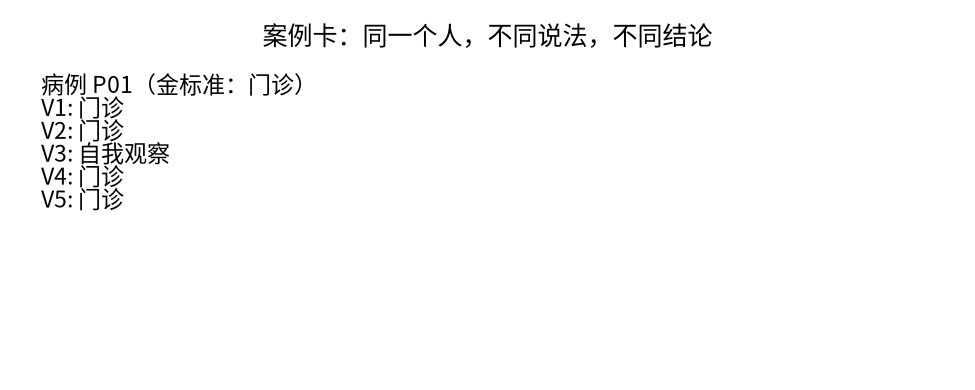 案例卡：同一个人，不同说法，不同结论
病例 P01（金标准：门诊）
V1: 门诊
V2: 门诊
V3: 自我观察
V4: 门诊
V5: 门诊